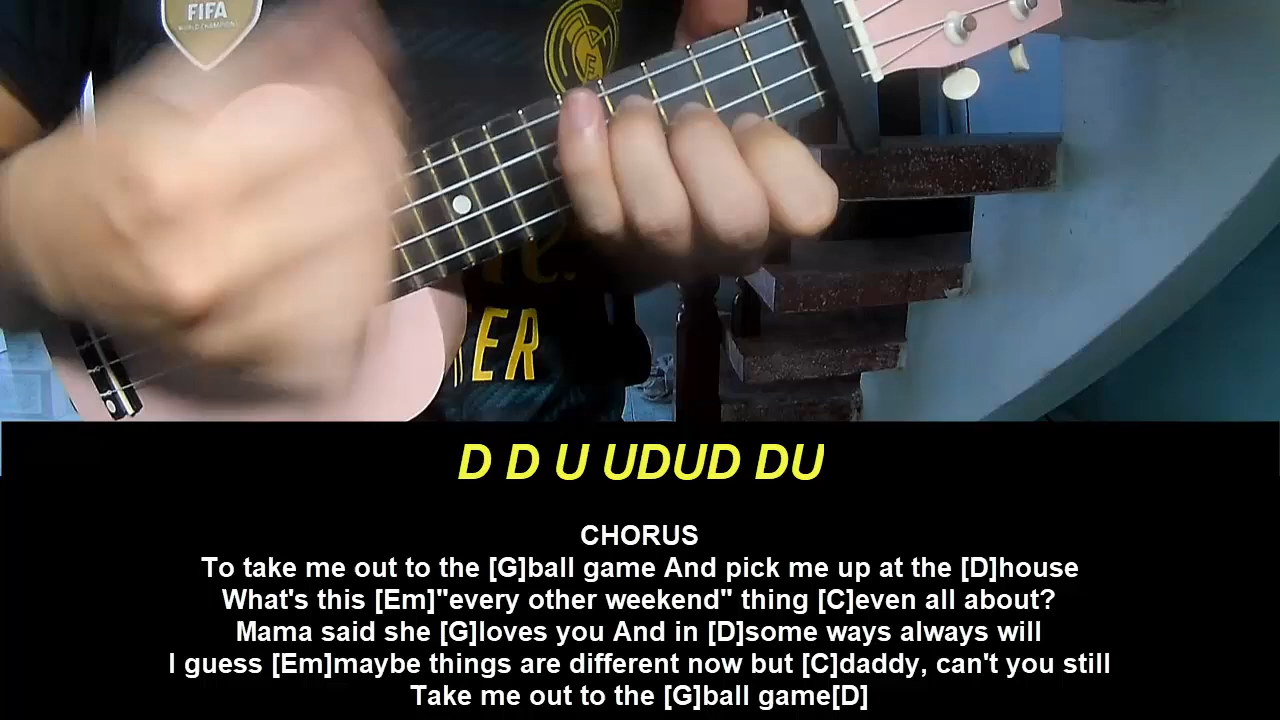 FIFA
WORLD CHAMPIONS
ER
D D U UDUD DU
CHORUS
To take me out to the [G]ball game And pick me up at the [D]house
What's this [Em]"every other weekend" thing [C]even all about?
Mama said she [G]loves you And in [D]some ways always will
I guess [Em]maybe things are different now but [C]daddy, can't you still
Take me out to the [G]ball game[D]